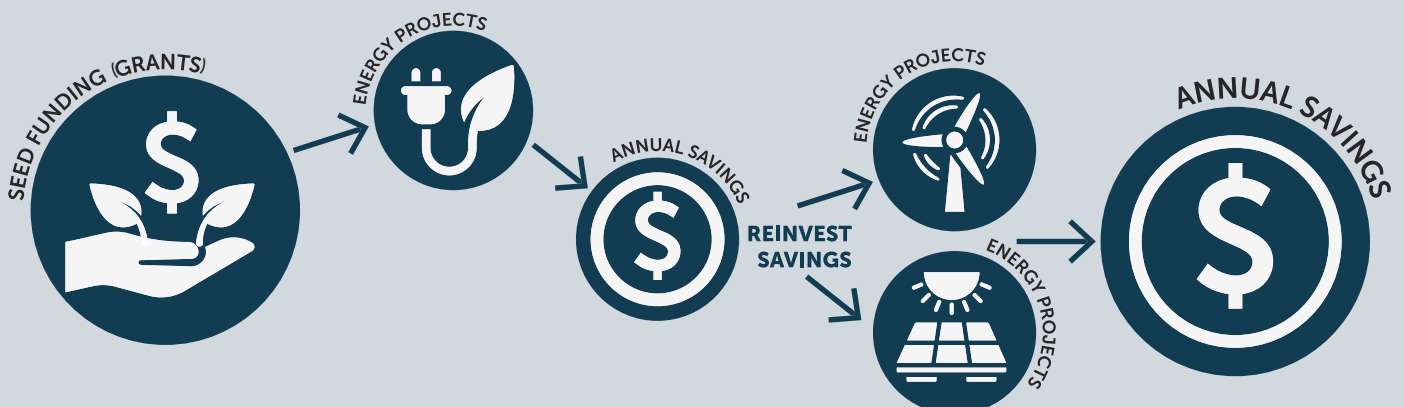 SEED FUNDING (GRANTS)
ENERGY PROJECTS
ANNUAL SAVINGS
REINVEST
SAVINGS
ENERGY PROJECTS
ENERGY PROJECTS
ANNUAL SAVINGS
$
$
$